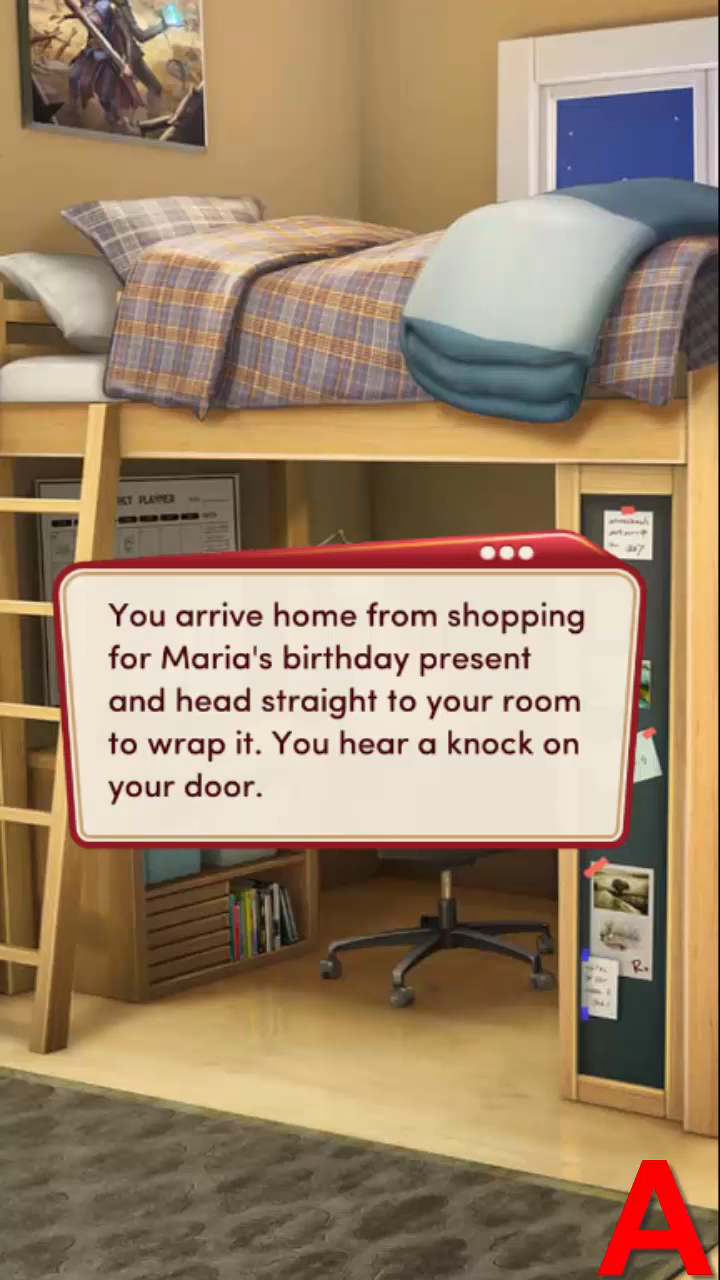 PLANNER
You arrive home from shopping
for Maria's birthday present
and head straight to your room
to wrap it. You hear a knock on
your door.
A